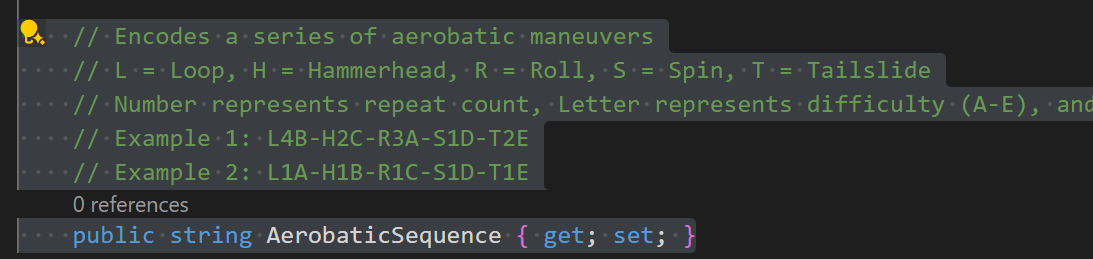 // Encodes a series of aerobatic maneuvers
// L = Loop, H = Hammerhead, R = Roll, S = Spin, T = Tailslide
// Number represents repeat count, Letter represents difficulty (A-E), and
// Example 1: L4B-H2C-R3A-S1D-T2E
// Example 2: L1A-H1B-R1C-S1D-T1E
0 references
public string AerobaticSequence { get; set; }